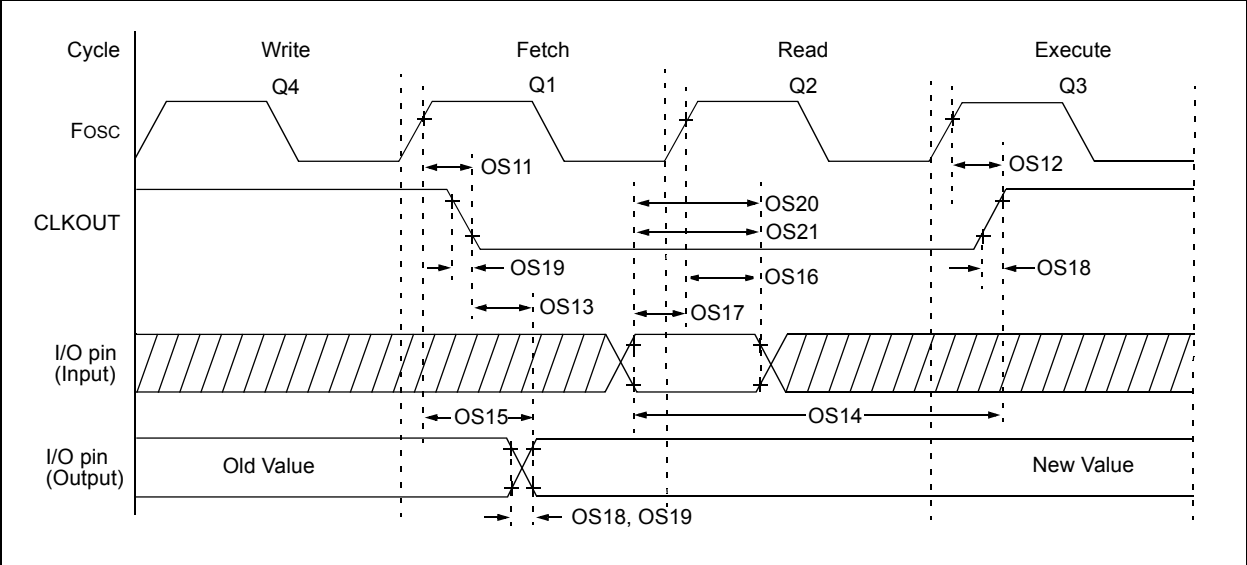 Cycle Write Fetch Read Execute
Q4 Q1 Q2 Q3
Fosc
OS11 OS12
CLKOUT
OS20
OS21
OS19 OS16 OS18
OS13 OS17
I/O pin
(Input)
OS15 OS14
I/O pin
(Output)
Old Value New Value
OS18, OS19